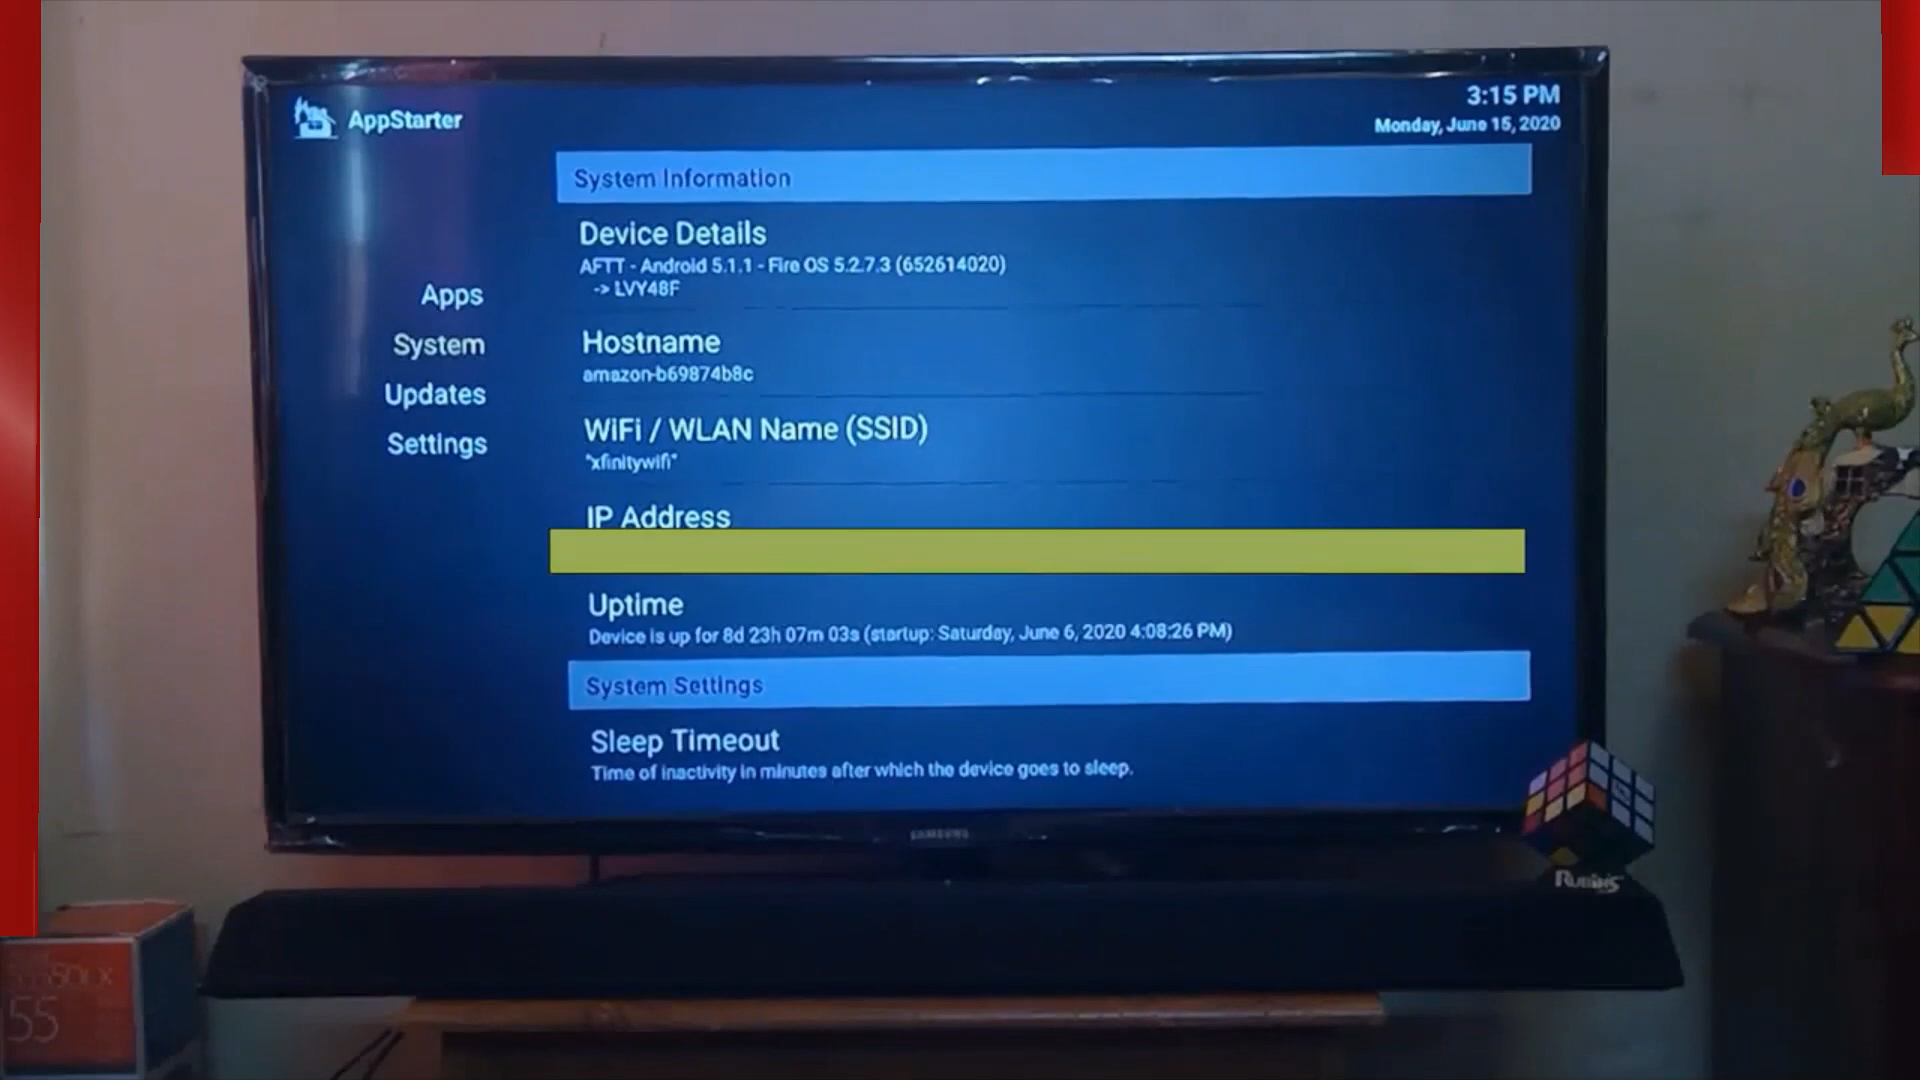 AppStarter
3:15 PM
Monday, June 15, 2020
System Information
Device Details
AFTT - Android 5.1.1 - Fire OS 5.2.7.3 (652614020)
-> LVY48F
Apps
System
Updates
Settings
Hostname
amazon-b69874b8c
WiFi / WLAN Name (SSID)
"xfinitywifi"
IP Address
Uptime
Device is up for 8d 23h 07m 03s (startup: Saturday, June 6, 2020 4:08:26 PM)
System Settings
Sleep Timeout
Time of inactivity in minutes after which the device goes to sleep.
SAMSUNG
Rubik's
55